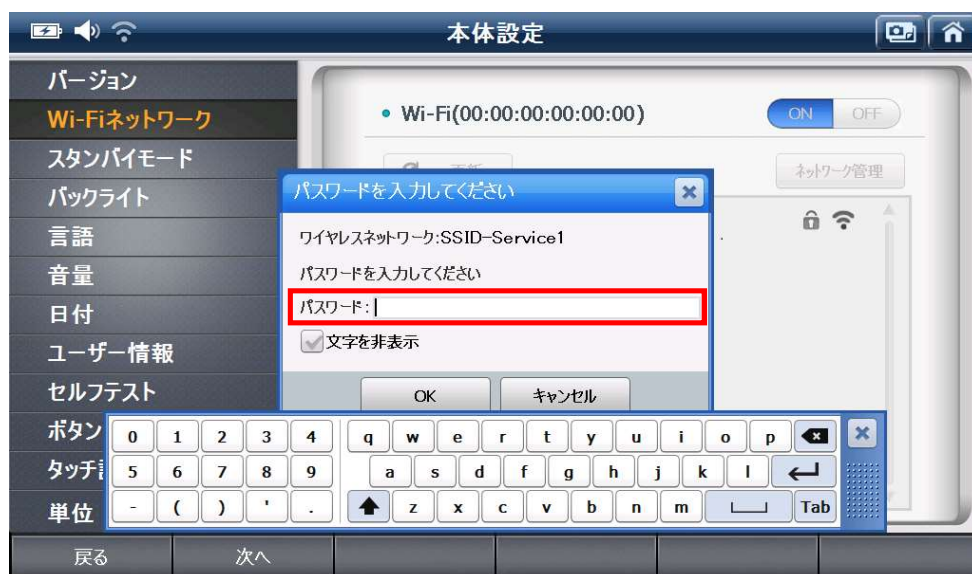 本体設定
バージョン
Wi-Fiネットワーク
スタンバイモード
バックライト
言語
音量
日付
ユーザー情報
セルフテスト
ボタン
タッチ
単位
Wi-Fi(00:00:00:00:00:00)
ON OFF
更新
ネットワーク管理
パスワードを入力してください
ワイヤレスネットワーク:SSID-Service1
パスワードを入力してください
パスワード:
文字を非表示
OK キャンセル
0 1 2 3 4 q w e r t y u i o p
5 6 7 8 9 a s d f g h j k l
- ( ) ' . z x c v b n m Tab
戻る 次へ